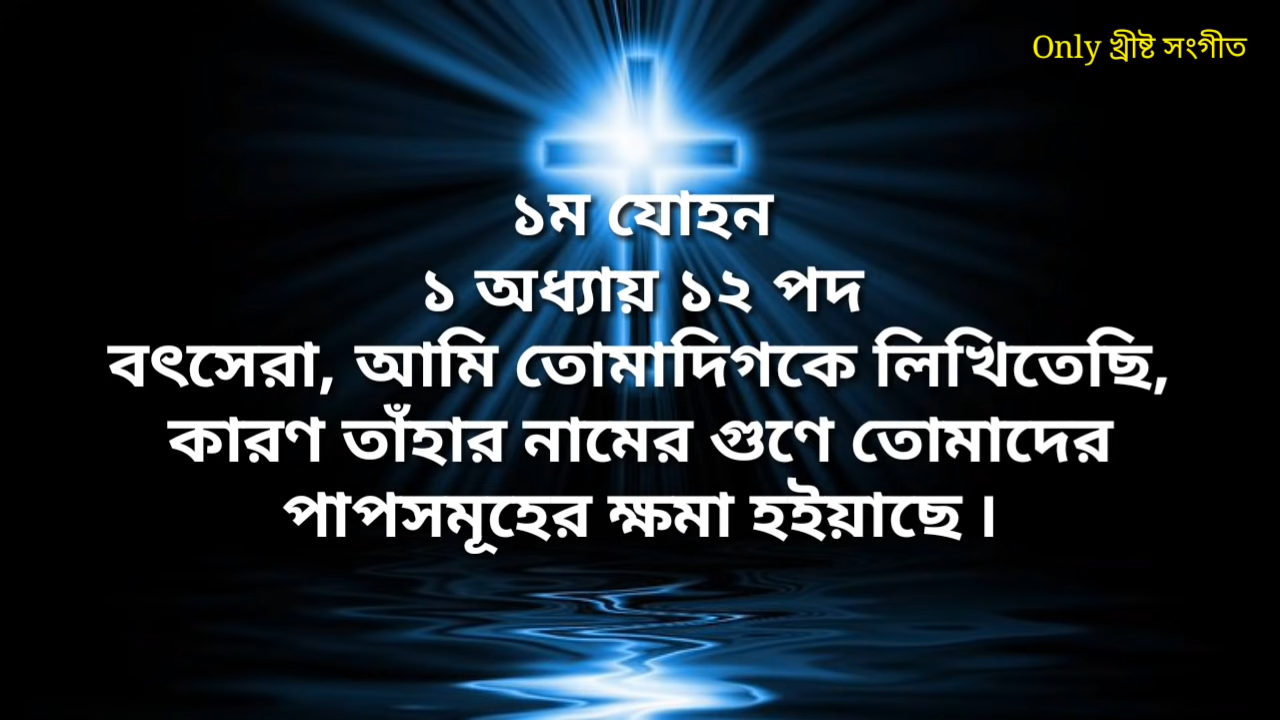 Only খ্রীষ্ট সংগীত
১ম যোহন
১ অধ্যায় ১২ পদ
বৎসেরা, আমি তোমাদিগকে লিখিতেছি,
কারণ তাঁহার নামের গুণে তোমাদের
পাপসমূহের ক্ষমা হইয়াছে।